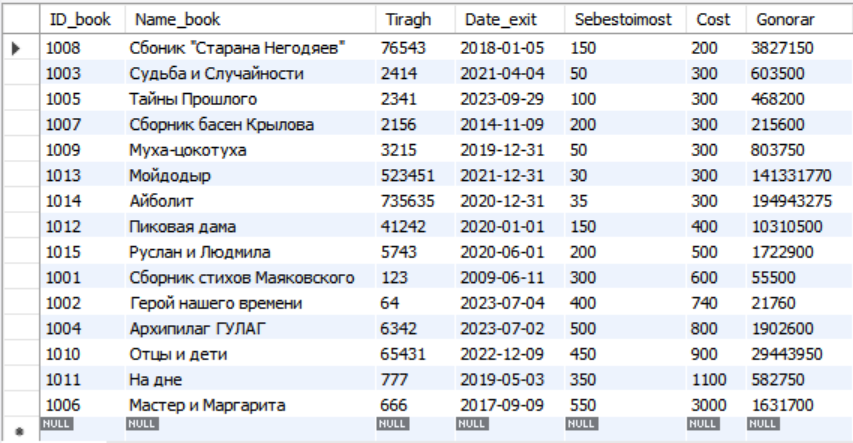 ID_book Name_book Tiragh Date_exit Sebestoimost Cost Gonorar
1008 Сбоник "Старана Негодяев" 76543 2018-01-05 150 200 3827150
1003 Судьба и Случайности 2414 2021-04-04 50 300 603500
1005 Тайны Прошлого 2341 2023-09-29 100 300 468200
1007 Сборник басен Крылова 2156 2014-11-09 200 300 215600
1009 Муха-цокотуха 3215 2019-12-31 50 300 803750
1013 Мойдодыр 523451 2021-12-31 30 300 141331770
1014 Айболит 735635 2020-12-31 35 300 194943275
1012 Пиковая дама 41242 2020-01-01 150 400 10310500
1015 Руслан и Людмила 5743 2020-06-01 200 500 1722900
1001 Сборник стихов Маяковского 123 2009-06-11 300 600 55500
1002 Герой нашего времени 64 2023-07-04 400 740 21760
1004 Архипилаг ГУЛАГ 6342 2023-07-02 500 800 1902600
1010 Отцы и дети 65431 2022-12-09 450 900 29443950
1011 На дне 777 2019-05-03 350 1100 582750
1006 Мастер и Маргарита 666 2017-09-09 550 3000 1631700
NULL NULL NULL NULL NULL NULL NULL